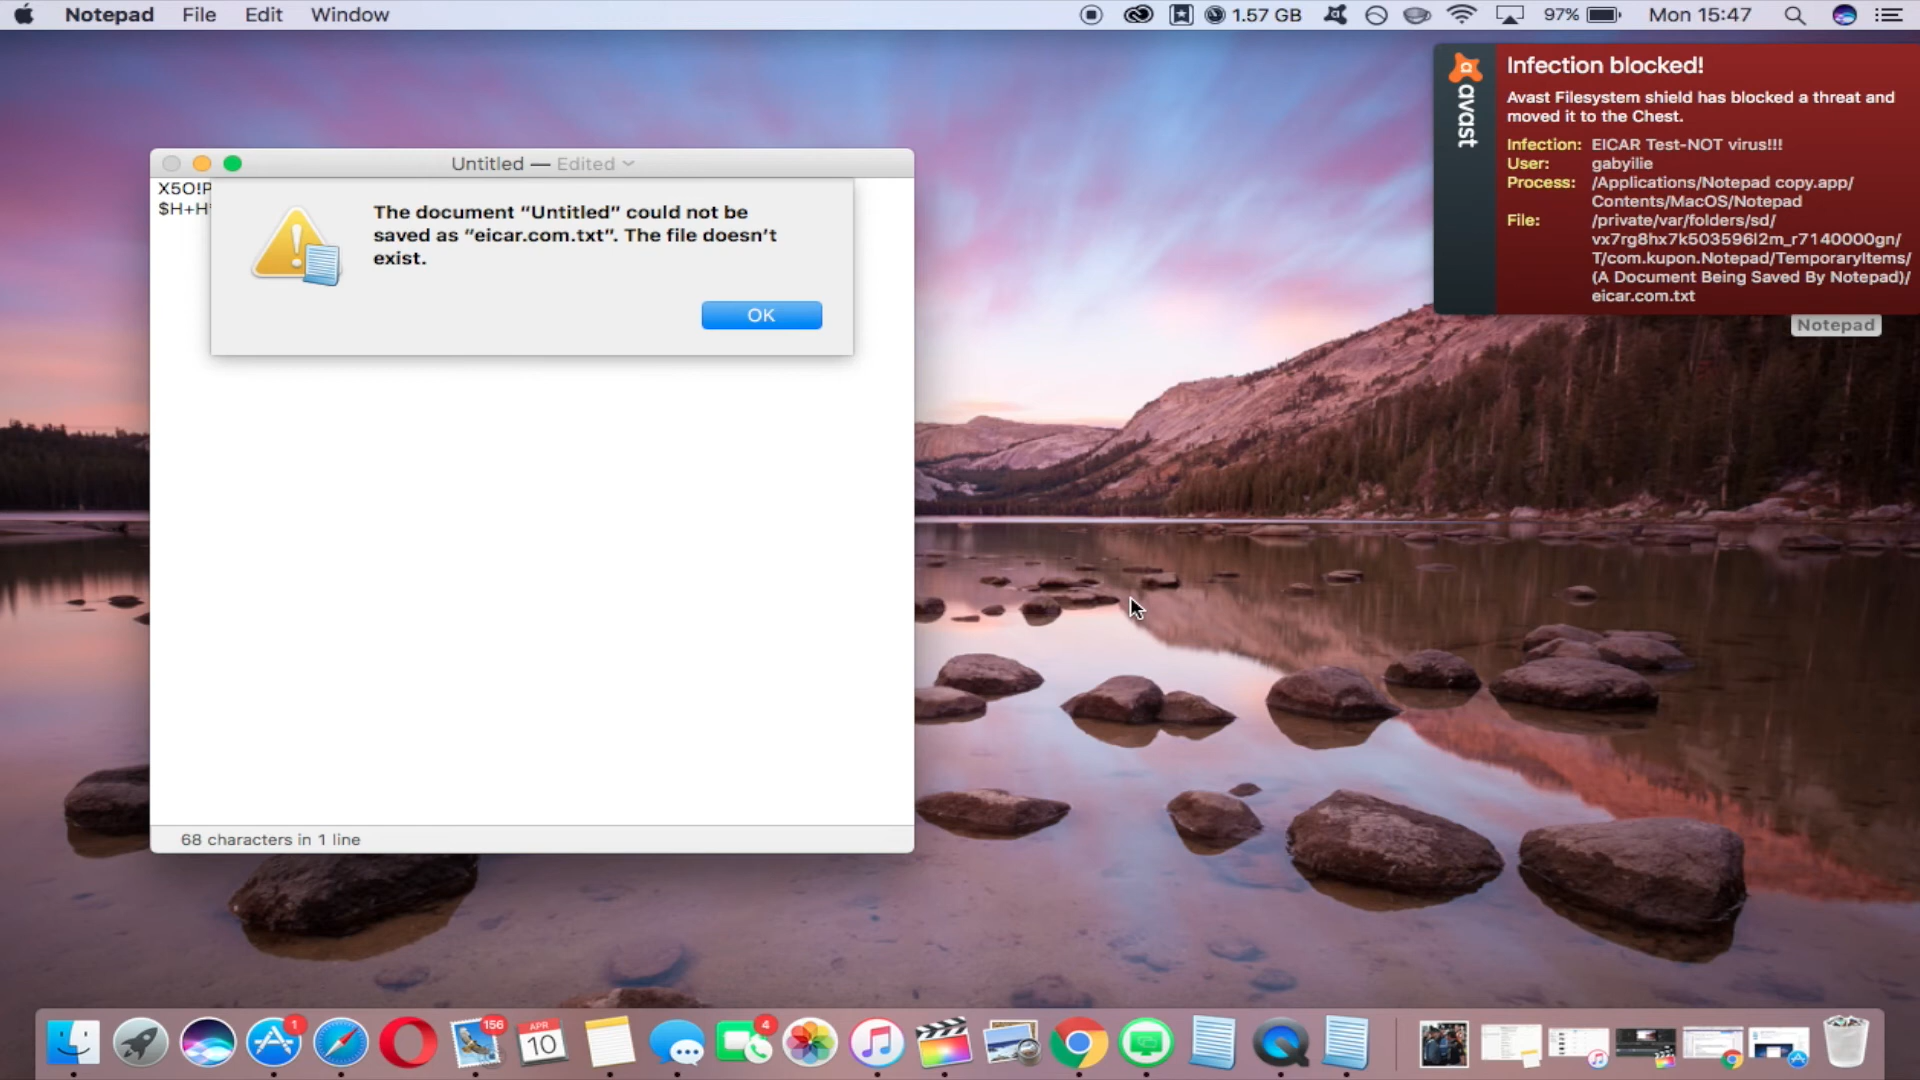 Notepad File Edit Window 1.57 GB 97% Mon 15:47
Infection blocked!
Avast Filesystem shield has blocked a threat and
moved it to the Chest.
avast
Infection: EICAR Test-NOT virus!!!
User: gabyilie
Process: /Applications/Notepad copy.app/
Contents/MacOS/Notepad
File: /private/var/folders/sd/
vx7rg8hx7k503596l2m_r7140000gn/
T/com.kupon.Notepad/TemporaryItems/
(A Document Being Saved By Notepad)/
eicar.com.txt
Notepad
Untitled — Edited
X5O!P
$H+H
The document “Untitled” could not be
saved as “eicar.com.txt”. The file doesn’t
exist.
OK
68 characters in 1 line
1
156
APR
10
4